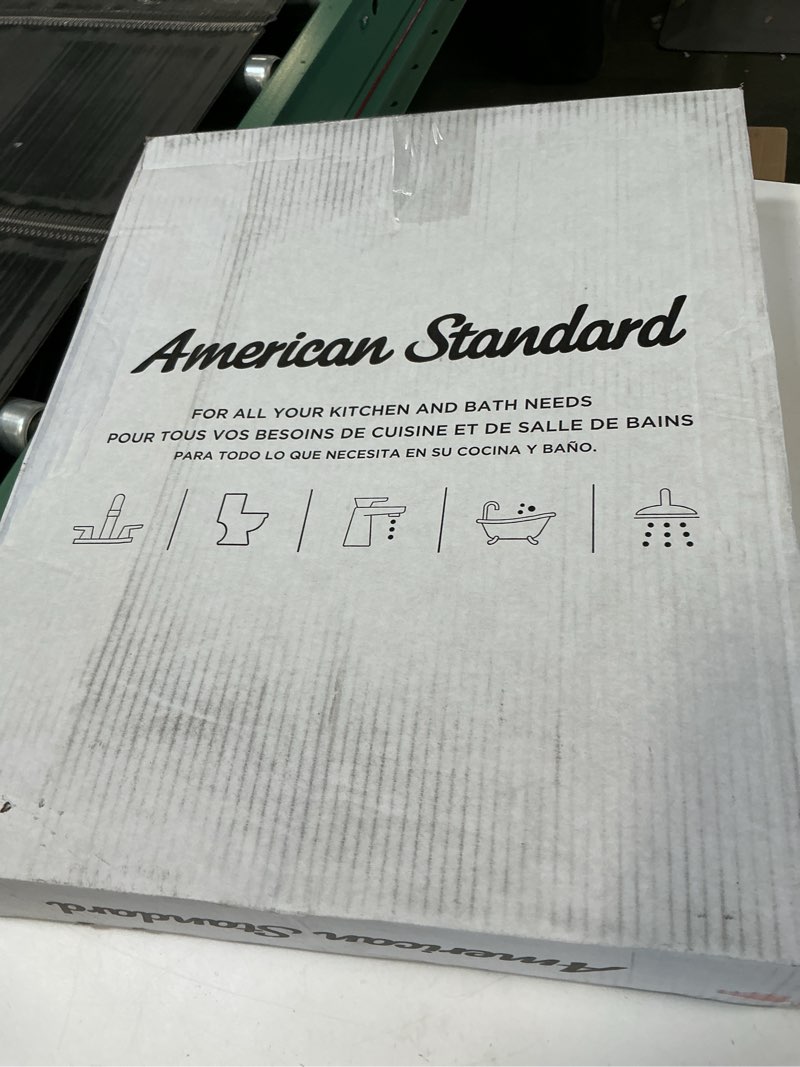 American Standard
FOR ALL YOUR KITCHEN AND BATH NEEDS
POUR TOUS VOS BESOINS DE CUISINE ET DE SALLE DE BAINS
PARA TODO LO QUE NECESITA EN SU COCINA Y BAÑO.
American Standard